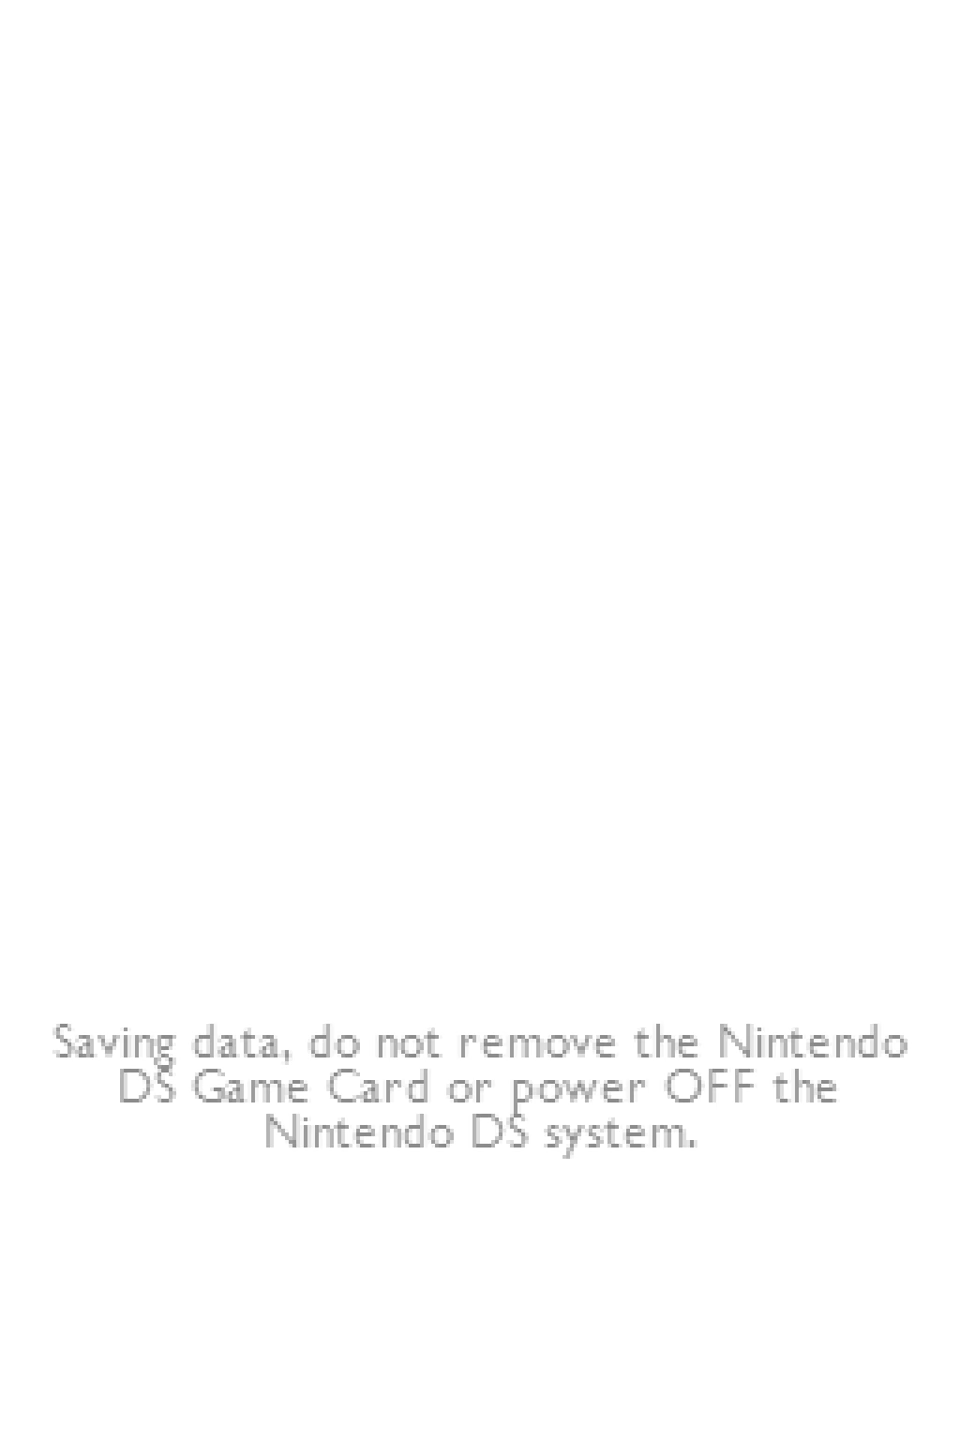 Saving data, do not remove the Nintendo
DS Game Card or power OFF the
Nintendo DS system.